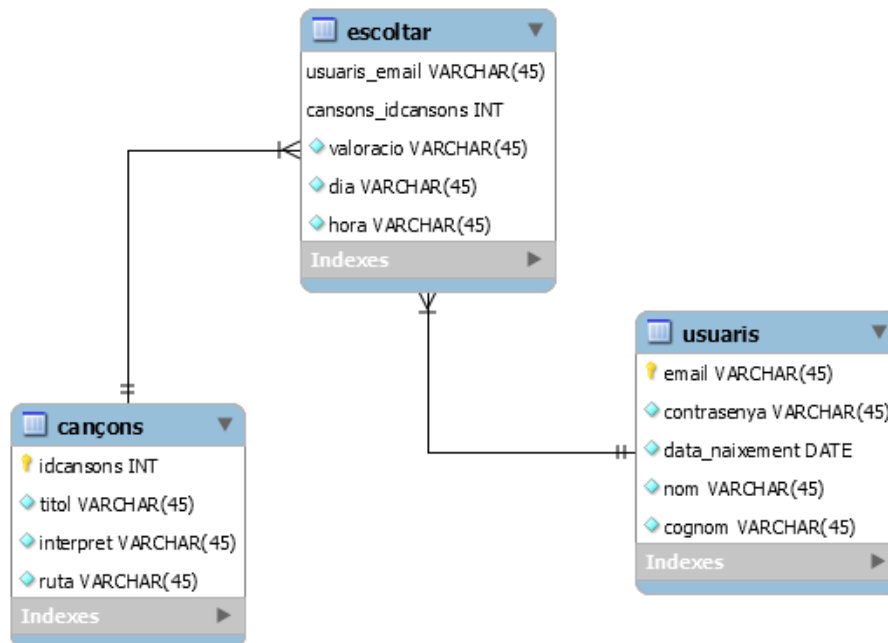 escoltar
usuaris_email VARCHAR(45)
cansons_idcansons INT
valoracio VARCHAR(45)
dia VARCHAR(45)
hora VARCHAR(45)
Indexes
usuaris
email VARCHAR(45)
contrasenya VARCHAR(45)
data_naixement DATE
nom VARCHAR(45)
cognom VARCHAR(45)
Indexes
cançons
idcansons INT
titol VARCHAR(45)
interpret VARCHAR(45)
ruta VARCHAR(45)
Indexes